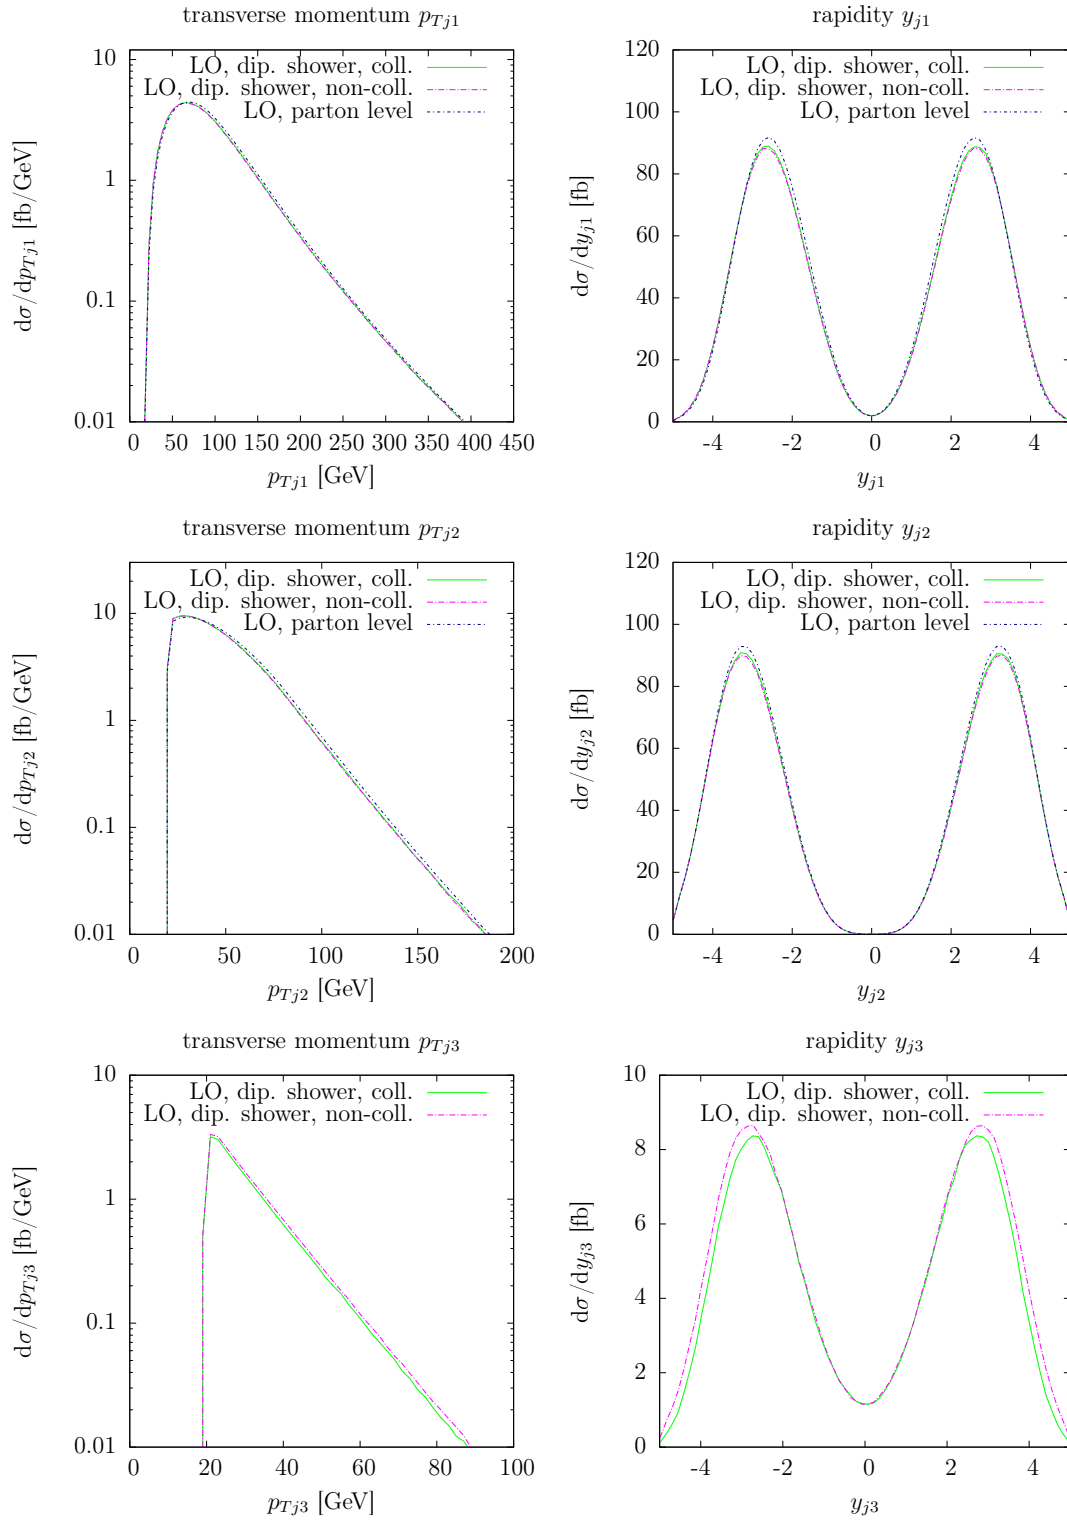 transverse momentum p_{Tj1}
10
1
0.1
0.01
dσ/dp_{Tj1} [fb/GeV]
LO, dip. shower, coll.
LO, dip. shower, non-coll.
LO, parton level
0 50 100 150 200 250 300 350 400 450
p_{Tj1} [GeV]
rapidity y_{j1}
120
100
80
60
40
20
0
dσ/dy_{j1} [fb]
LO, dip. shower, coll.
LO, dip. shower, non-coll.
LO, parton level
-4 -2 0 2 4
y_{j1}
transverse momentum p_{Tj2}
10
1
0.1
0.01
dσ/dp_{Tj2} [fb/GeV]
LO, dip. shower, coll.
LO, dip. shower, non-coll.
LO, parton level
0 50 100 150 200
p_{Tj2} [GeV]
rapidity y_{j2}
120
100
80
60
40
20
0
dσ/dy_{j2} [fb]
LO, dip. shower, coll.
LO, dip. shower, non-coll.
LO, parton level
-4 -2 0 2 4
y_{j2}
transverse momentum p_{Tj3}
10
1
0.1
0.01
dσ/dp_{Tj3} [fb/GeV]
LO, dip. shower, coll.
LO, dip. shower, non-coll.
0 20 40 60 80 100
p_{Tj3} [GeV]
rapidity y_{j3}
10
8
6
4
2
0
dσ/dy_{j3} [fb]
LO, dip. shower, coll.
LO, dip. shower, non-coll.
-4 -2 0 2 4
y_{j3}